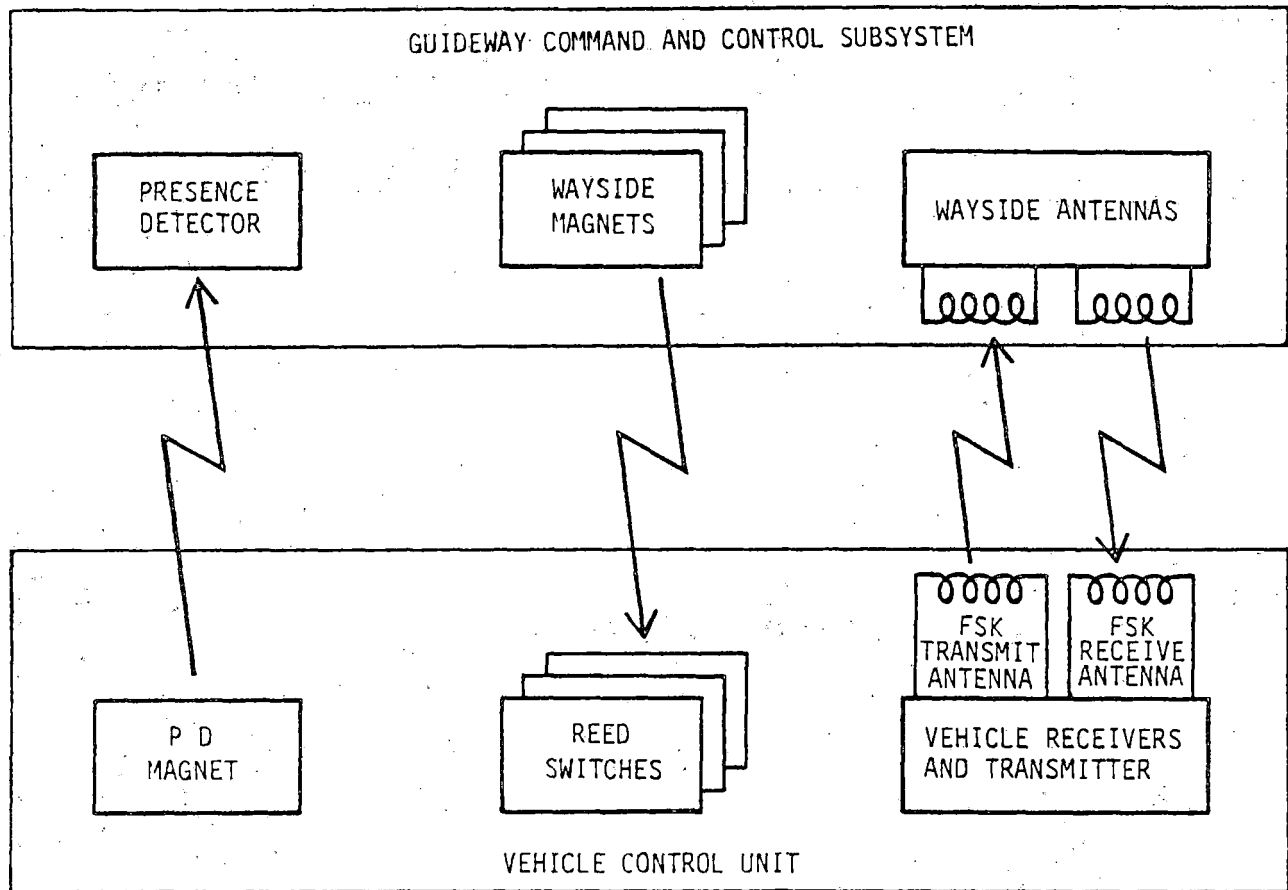 GUIDEWAY COMMAND AND CONTROL SUBSYSTEM
PRESENCE
DETECTOR
WAYSIDE
MAGNETS
WAYSIDE ANTENNAS
FSK
TRANSMIT
ANTENNA
FSK
RECEIVE
ANTENNA
P D
MAGNET
REED
SWITCHES
VEHICLE RECEIVERS
AND TRANSMITTER
VEHICLE CONTROL UNIT